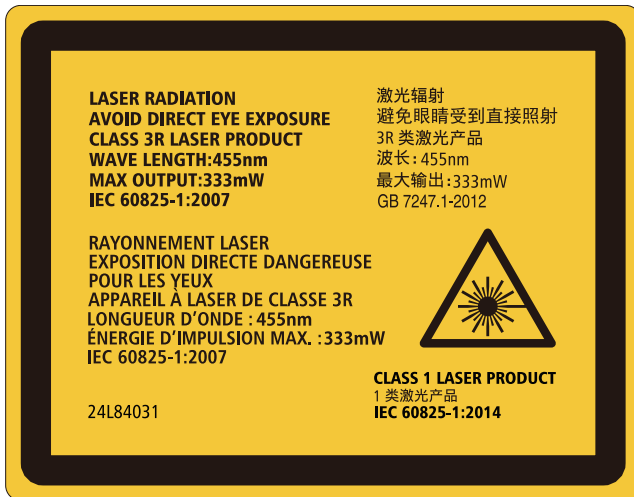 LASER RADIATION
AVOID DIRECT EYE EXPOSURE
CLASS 3R LASER PRODUCT
WAVE LENGTH:455nm
MAX OUTPUT:333mW
IEC 60825-1:2007
激光辐射
避免眼睛受到直接照射
3R 类激光产品
波长: 455nm
最大输出:333mW
GB 7247.1-2012
RAYONNEMENT LASER
EXPOSITION DIRECTE DANGEREUSE
POUR LES YEUX
APPAREIL À LASER DE CLASSE 3R
LONGUEUR D'ONDE : 455nm
ÉNERGIE D'IMPULSION MAX. :333mW
IEC 60825-1:2007
24L84031
CLASS 1 LASER PRODUCT
1 类激光产品
IEC 60825-1:2014